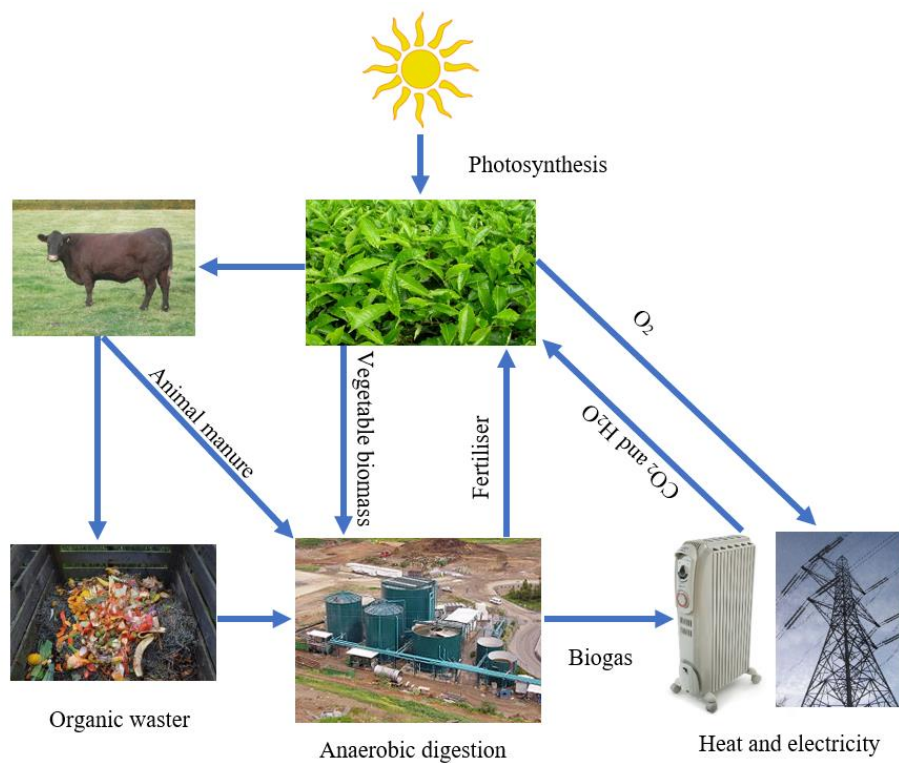 Photosynthesis
O₂
Animal manure
Vegetable biomass
Fertiliser
CO₂ and H₂O
Biogas
Organic waster
Anaerobic digestion
Heat and electricity